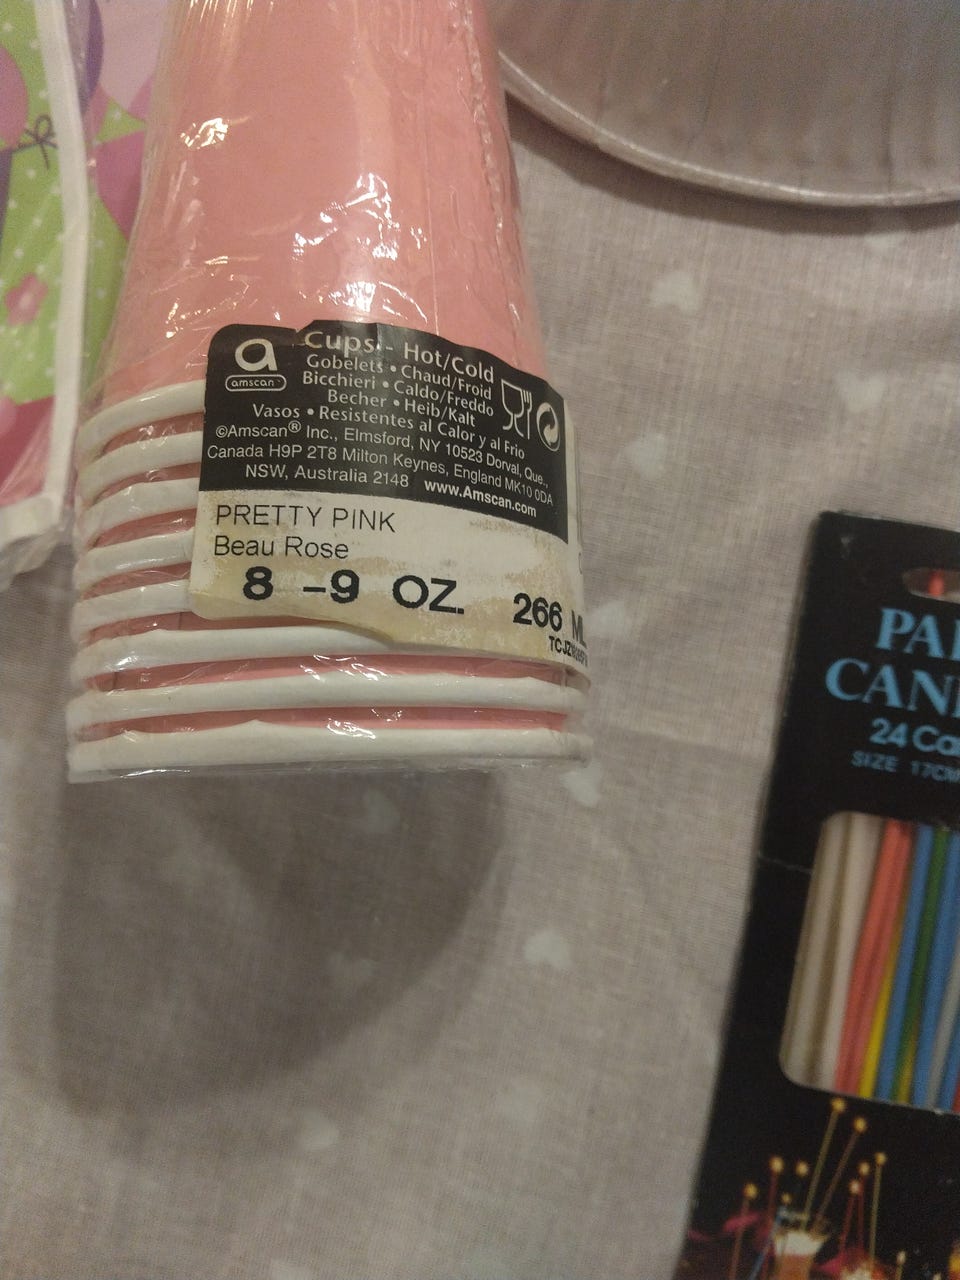 a
amscan
Cups - Hot/Cold
Gobelets • Chaud/Froid
Bicchieri • Caldo/Freddo
Becher • Heib/Kalt
Vasos • Resistentes al Calor y al Frio
©Amscan® Inc., Elmsford, NY 10523 Dorval, Que.,
Canada H9P 2T8 Milton Keynes, England MK10 0DA
NSW, Australia 2148 www.Amscan.com
PRETTY PINK
Beau Rose
8 -9 OZ. 266 ML
24
SIZE 17CM